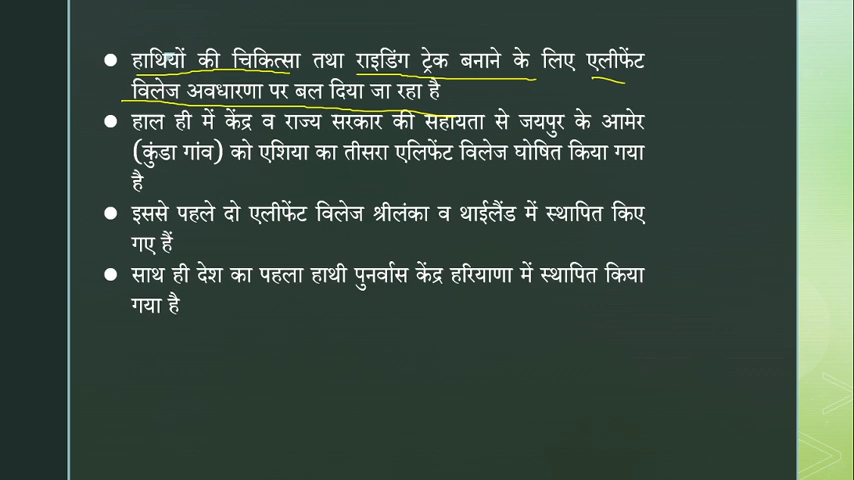 हाथियों की चिकित्सा तथा राइडिंग ट्रेक बनाने के लिए एलीफेंट
विलेज अवधारणा पर बल दिया जा रहा है
हाल ही में केंद्र व राज्य सरकार की सहायता से जयपुर के आमेर
(कुंडा गांव) को एशिया का तीसरा एलिफेंट विलेज घोषित किया गया
है
इससे पहले दो एलीफेंट विलेज श्रीलंका व थाईलैंड में स्थापित किए
गए हैं
साथ ही देश का पहला हाथी पुनर्वास केंद्र हरियाणा में स्थापित किया
गया है